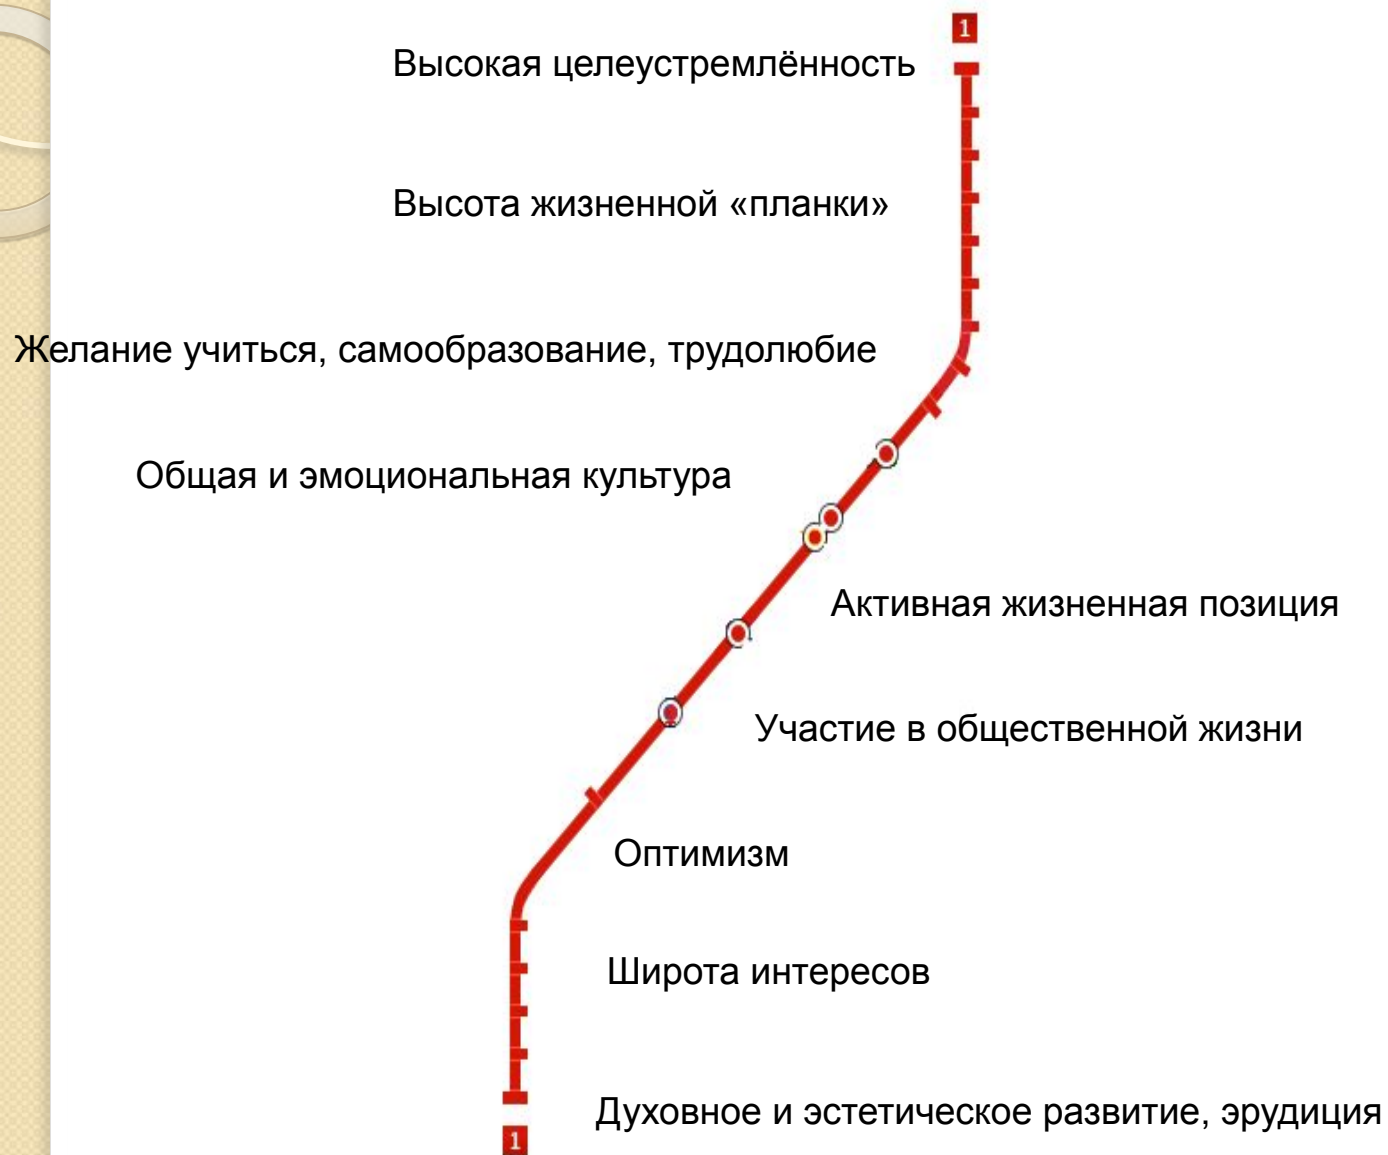 1
Высокая целеустремлённость
Высота жизненной «планки»
Желание учиться, самообразование, трудолюбие
Общая и эмоциональная культура
Активная жизненная позиция
Участие в общественной жизни
Оптимизм
Широта интересов
Духовное и эстетическое развитие, эрудиция
1